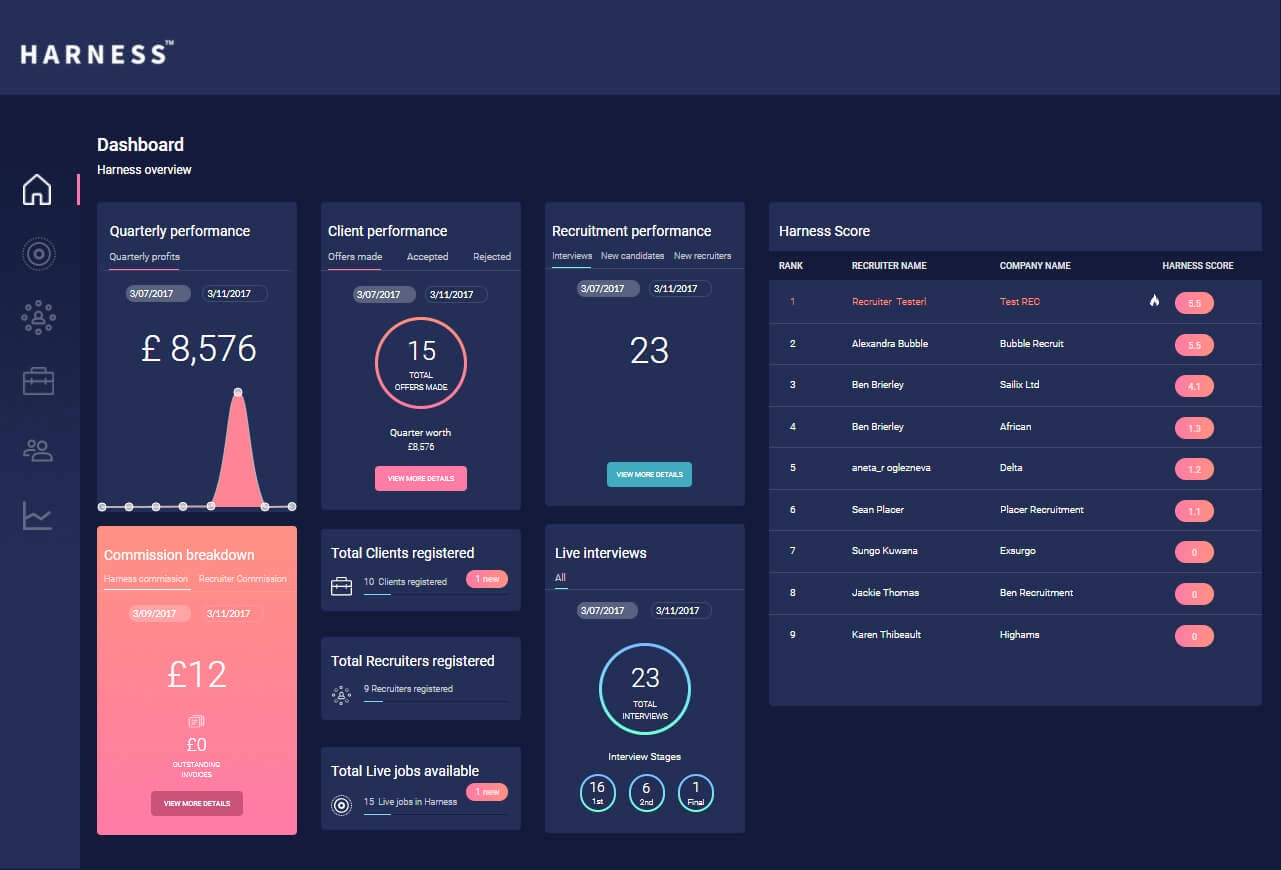 HARNESS™
Dashboard
Harness overview
Quarterly performance
Quarterly profits
3/07/2017 3/11/2017
£ 8,576
Client performance
Offers made Accepted Rejected
3/07/2017 3/11/2017
15
TOTAL
OFFERS MADE
Quarter worth
£8,576
VIEW MORE DETAILS
Recruitment performance
Interviews New candidates New recruiters
3/07/2017 3/11/2017
23
VIEW MORE DETAILS
Harness Score
RANK RECRUITER NAME COMPANY NAME HARNESS SCORE
1 Recruiter Testerl Test REC 5.5
2 Alexandra Bubble Bubble Recruit 5.5
3 Ben Brierley Sailix Ltd 4.1
4 Ben Brierley African 1.3
5 aneta_r oglezneva Delta 1.2
6 Sean Placer Placer Recruitment 1.1
7 Sungo Kuwana Exsurgo 0
8 Jackie Thomas Ben Recruitment 0
9 Karen Thibeault Highams 0
Commission breakdown
Harness commission Recruiter Commission
3/09/2017 3/11/2017
£12
£0
OUTSTANDING
INVOICES
VIEW MORE DETAILS
Total Clients registered
10 Clients registered 1 new
Total Recruiters registered
9 Recruiters registered
Total Live jobs available
15 Live jobs in Harness 1 new
Live interviews
All
3/07/2017 3/11/2017
23
TOTAL
INTERVIEWS
Interview Stages
16 6 1
1st 2nd Final